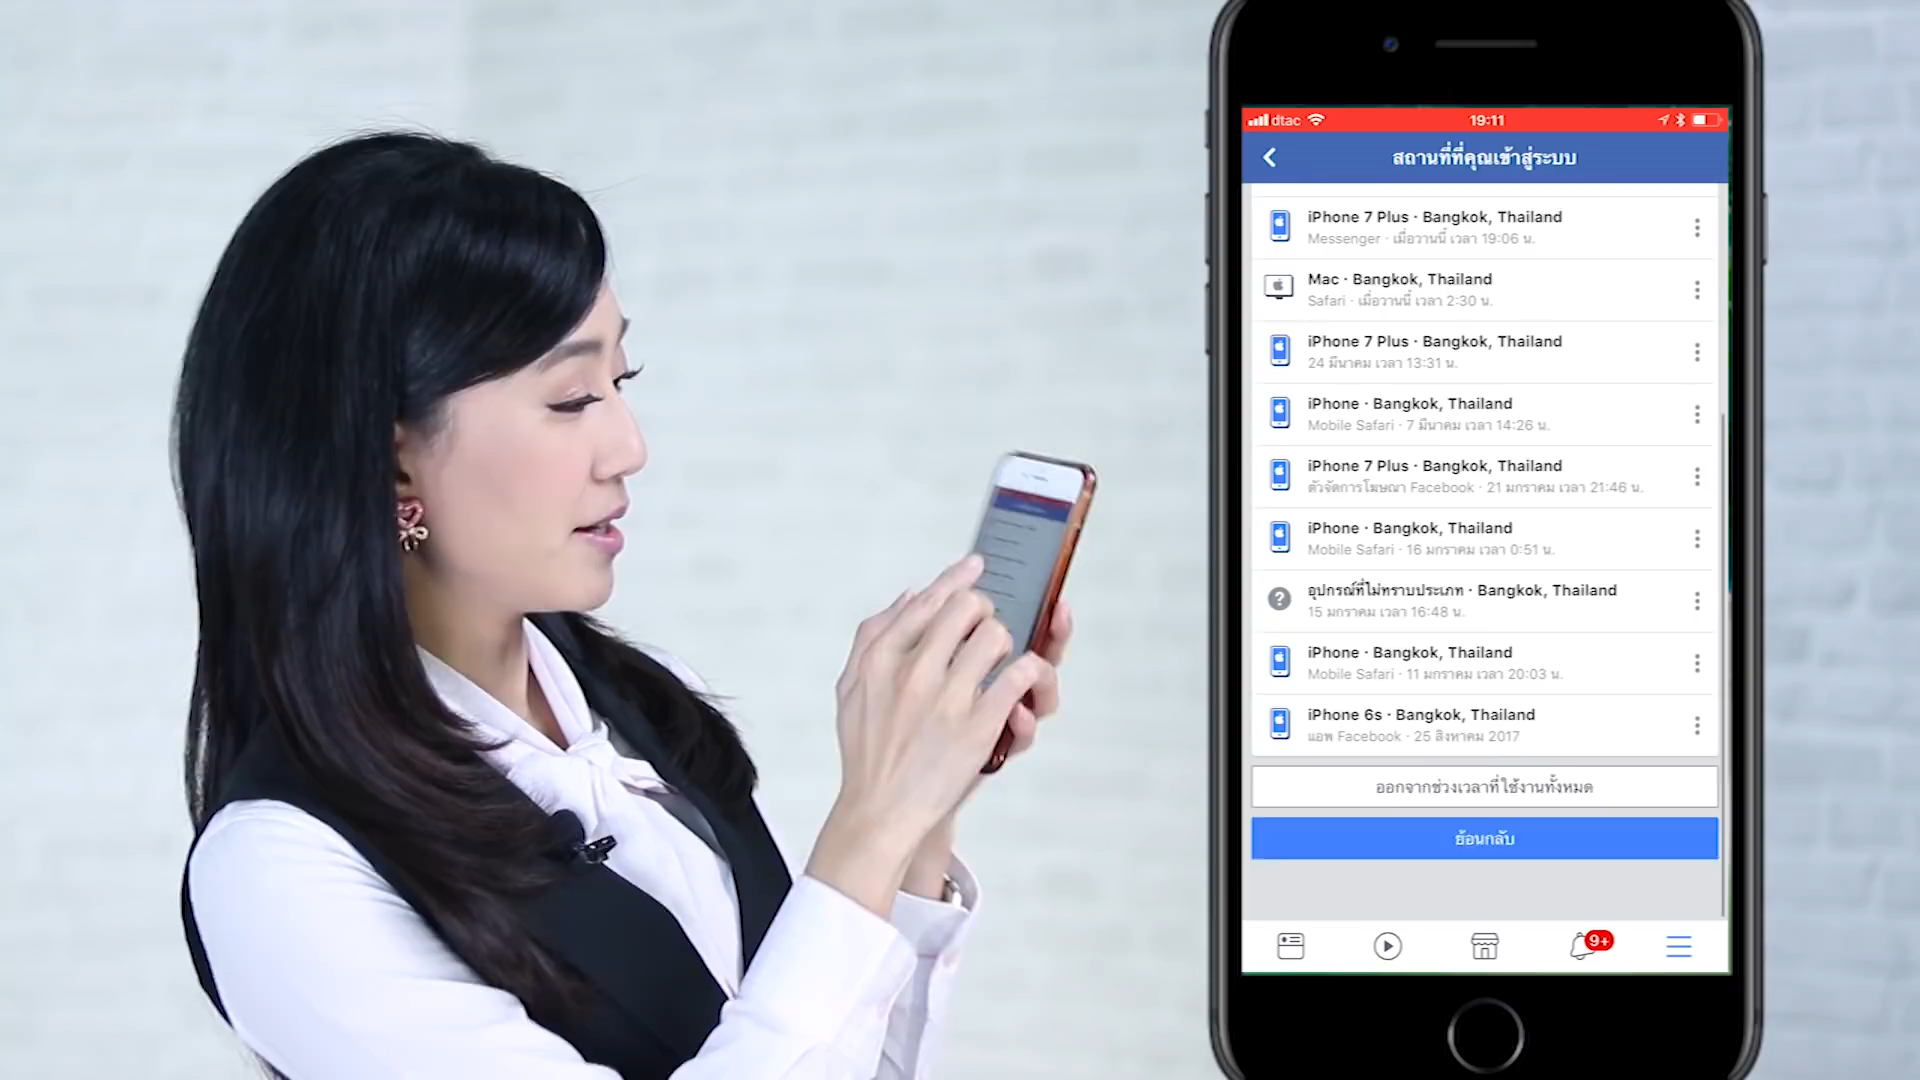 dtac
19:11
สถานที่ที่คุณเข้าสู่ระบบ
iPhone 7 Plus · Bangkok, Thailand
Messenger · เมื่อวานนี้ เวลา 19:06 น.
Mac · Bangkok, Thailand
Safari · เมื่อวานนี้ เวลา 2:30 น.
iPhone 7 Plus · Bangkok, Thailand
24 มีนาคม เวลา 13:31 น.
iPhone · Bangkok, Thailand
Mobile Safari · 7 มีนาคม เวลา 14:26 น.
iPhone 7 Plus · Bangkok, Thailand
ตัวจัดการโฆษณา Facebook · 21 มกราคม เวลา 21:46 น.
iPhone · Bangkok, Thailand
Mobile Safari · 16 มกราคม เวลา 0:51 น.
อุปกรณ์ที่ไม่ทราบประเภท · Bangkok, Thailand
15 มกราคม เวลา 16:48 น.
iPhone · Bangkok, Thailand
Mobile Safari · 11 มกราคม เวลา 20:03 น.
iPhone 6s · Bangkok, Thailand
แอพ Facebook · 25 สิงหาคม 2017
ออกจากช่วงเวลาที่ใช้งานทั้งหมด
ย้อนกลับ
9+